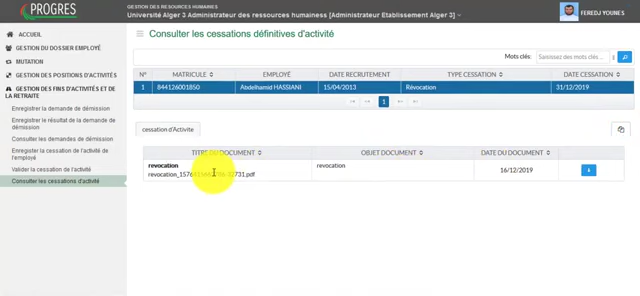 PROGRES
GESTION DES RESSOURCES HUMAINES
Université Alger 3 Administrateur des ressources humainess [Administrateur Etablissement Alger 3]
FEREDJ YOUNES
ACCUEIL
GESTION DU DOSSIER EMPLOYÉ
MUTATION
GESTION DES POSITIONS D'ACTIVITÉS
GESTION DES FINS D'ACTIVITÉS ET DE
LA RETRAITE
Enregistrer la demande de démission
Enregistrer le résultat de la demande de
démission
Consulter les demandes de démission
Enregister la cessation de l'activité de
l'employé
Valider la cessation de l'activité
Consulter les cessations d'activité
Consulter les cessations définitives d'activité
Mots clés: Saisissez des mots clés...
N° MATRICULE EMPLOYÉ DATE RECRUTEMENT TYPE CESSATION DATE CESSATION
1 844126001850 Abdelhamid HASSIANI 15/04/2013 Révocation 31/12/2019
1
cessation d'Activite
TITRE DU DOCUMENT OBJET DOCUMENT DATE DU DOCUMENT
revocation revocation 16/12/2019